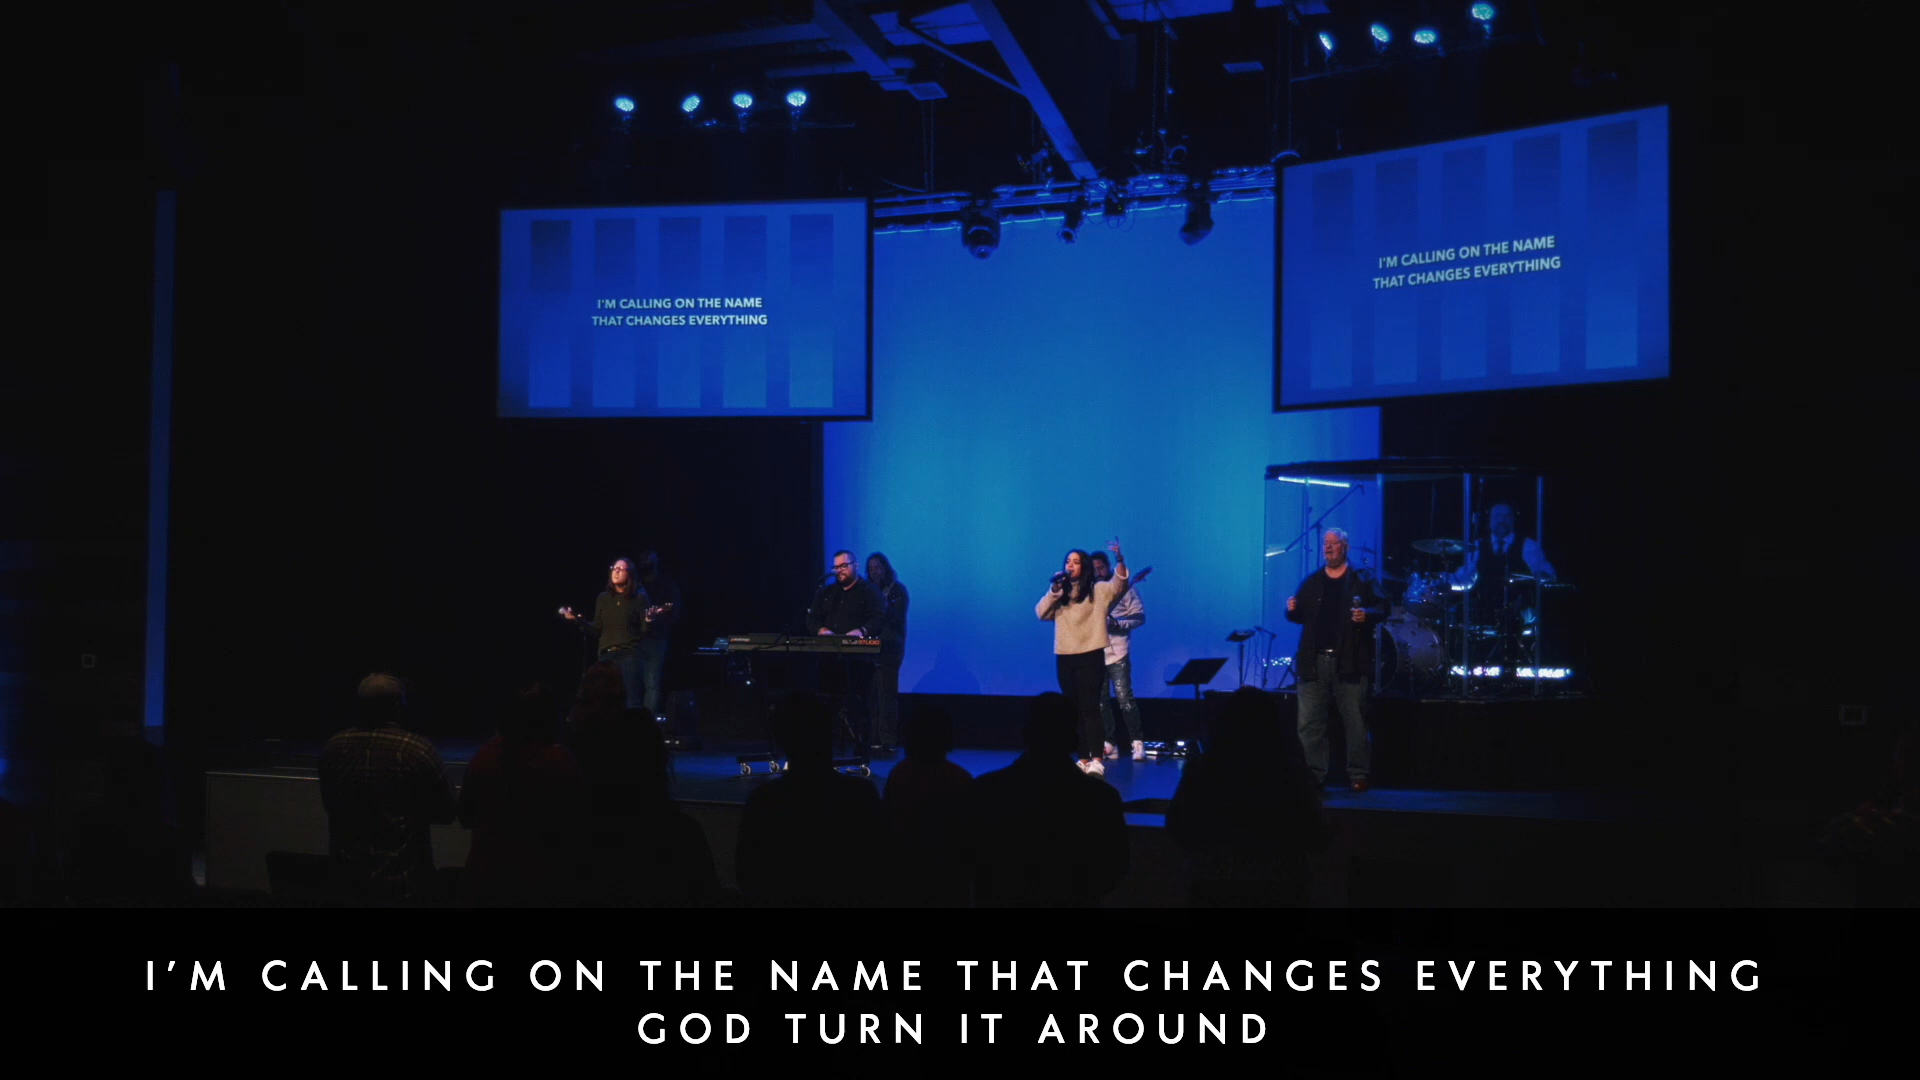 I'M CALLING ON THE NAME
THAT CHANGES EVERYTHING
I'M CALLING ON THE NAME
THAT CHANGES EVERYTHING
I'M CALLING ON THE NAME THAT CHANGES EVERYTHING
GOD TURN IT AROUND